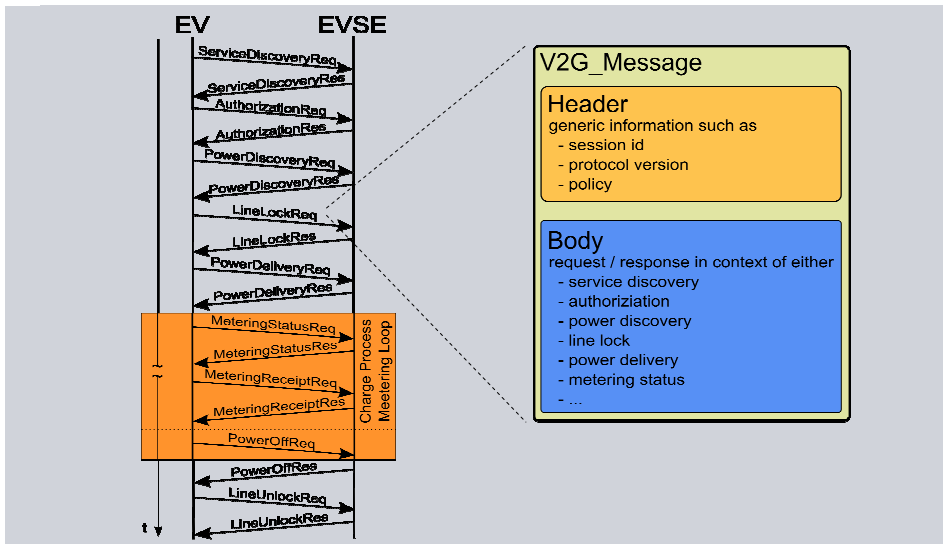 EV
EVSE
ServiceDiscoveryReq
ServiceDiscoveryRes
AuthorizationReq
AuthorizationRes
PowerDiscoveryReq
PowerDiscoveryRes
LineLockReq
LineLockRes
PowerDeliveryReq
PowerDeliveryRes
MeteringStatusReq
MeteringStatusRes
MeteringReceiptReq
MeteringReceiptRes
PowerOffReq
Charge Process
Meetering Loop
PowerOffRes
LineUnlockReq
LineUnlockRes
t
V2G_Message
Header
generic information such as
- session id
- protocol version
- policy
Body
request / response in context of either
- service discovery
- authoriziation
- power discovery
- line lock
- power delivery
- metering status
- ...